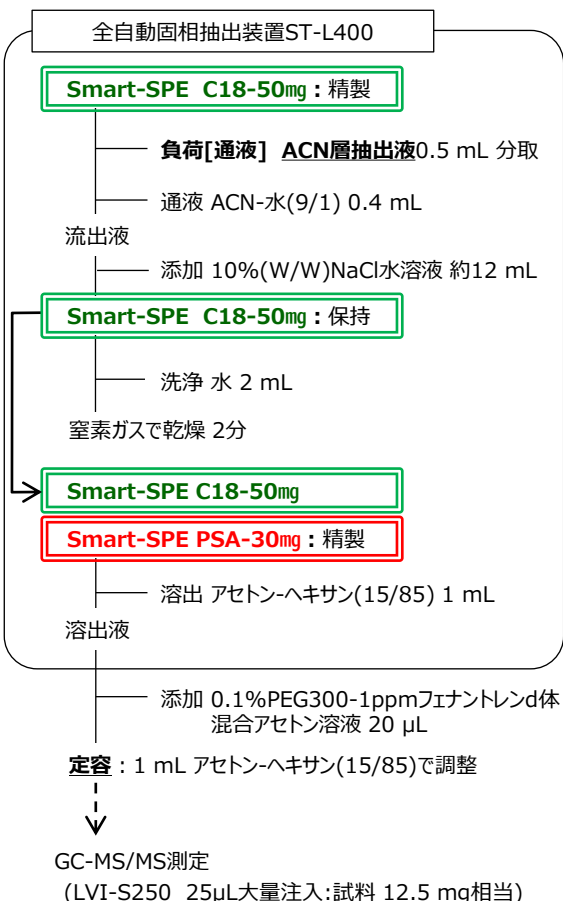 全自動固相抽出装置ST-L400
Smart-SPE C18-50mg：精製
負荷[通液] ACN層抽出液0.5 mL 分取
通液 ACN-水(9/1) 0.4 mL
流出液
添加 10%(W/W)NaCl水溶液 約12 mL
Smart-SPE C18-50mg：保持
洗浄 水 2 mL
窒素ガスで乾燥 2分
Smart-SPE C18-50mg
Smart-SPE PSA-30mg：精製
溶出 アセトン-ヘキサン(15/85) 1 mL
溶出液
添加 0.1%PEG300-1ppmフェナントレンd体
混合アセトン溶液 20 µL
定容：1 mL アセトン-ヘキサン(15/85)で調整
GC-MS/MS測定
(LVI-S250 25µL大量注入:試料 12.5 mg相当)